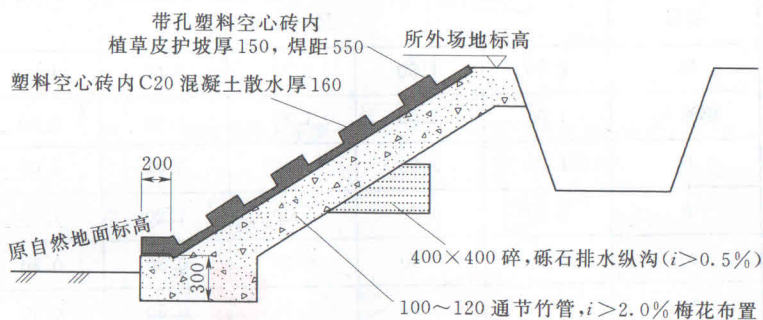 带孔塑料空心砖内
植草皮护坡厚150,焊距550
所外场地标高
塑料空心砖内C20混凝土散水厚160
200
原自然地面标高
300
400×400碎,砾石排水纵沟(i>0.5%)
100~120通节竹管,i>2.0%梅花布置